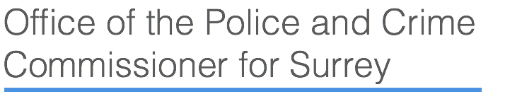 Office of the Police and Crime
Commissioner for Surrey